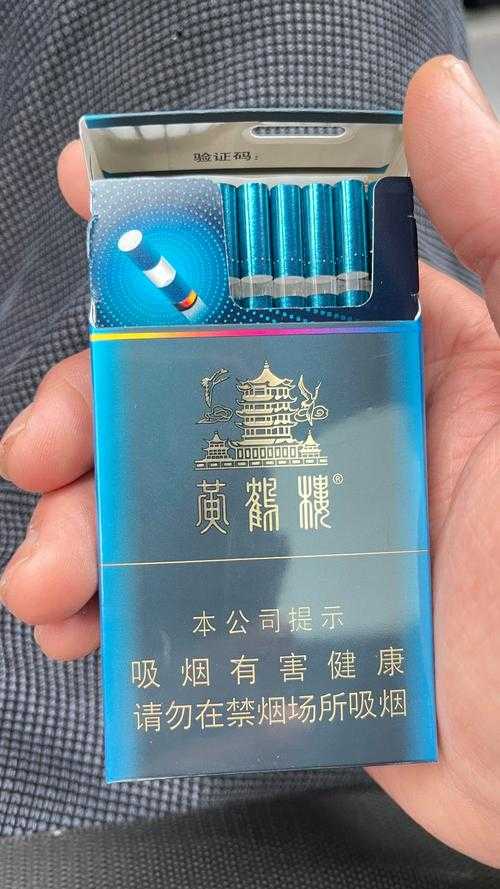 验证码：
黄鹤楼®
本公司提示
吸烟有害健康
请勿在禁烟场所吸烟